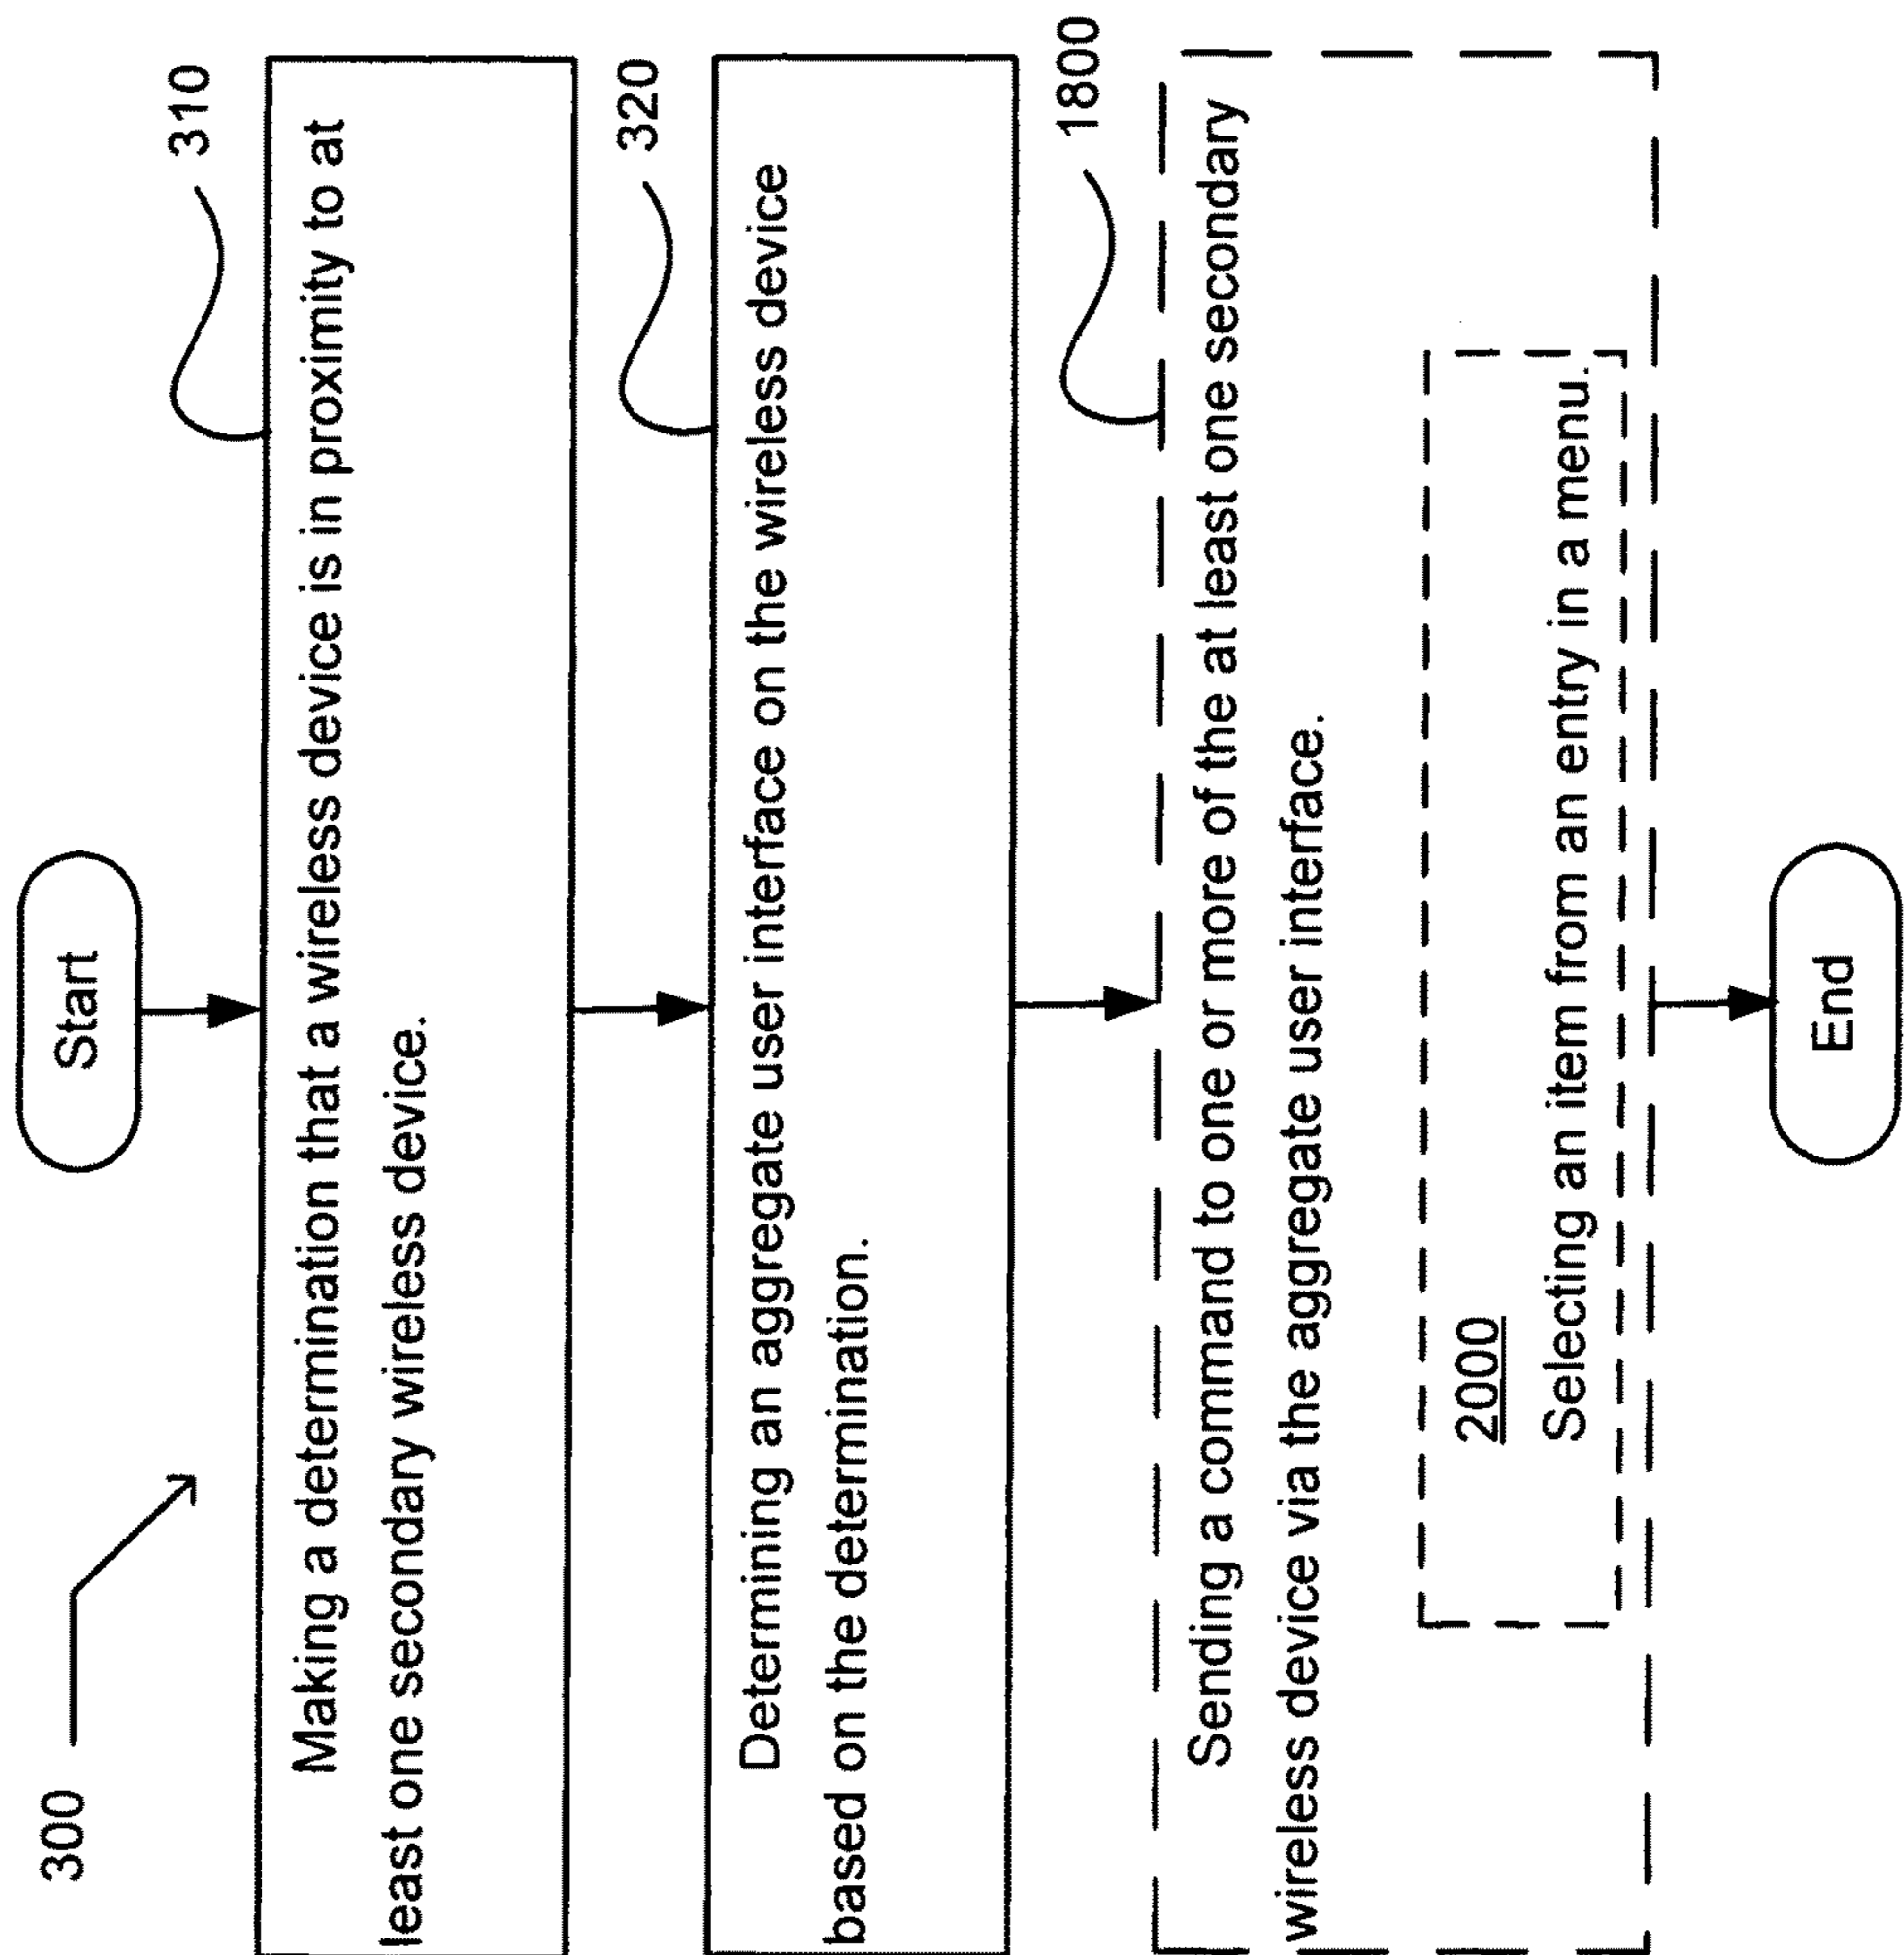 300
Start
310
Making a determination that a wireless device is in proximity to at
least one secondary wireless device.
320
Determining an aggregate user interface on the wireless device
based on the determination.
1800
Sending a command to one or more of the at least one secondary
wireless device via the aggregate user interface.
2000
Selecting an item from an entry in a menu.
End